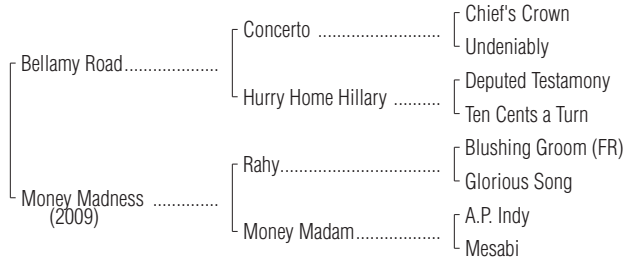 Chief's Crown
Concerto ..........................
Undeniably
Bellamy Road....................
Deputed Testamony
Hurry Home Hillary ..........
Ten Cents a Turn
Blushing Groom (FR)
Rahy..................................
Glorious Song
Money Madness ..............
(2009)
A.P. Indy
Money Madam..................
Mesabi